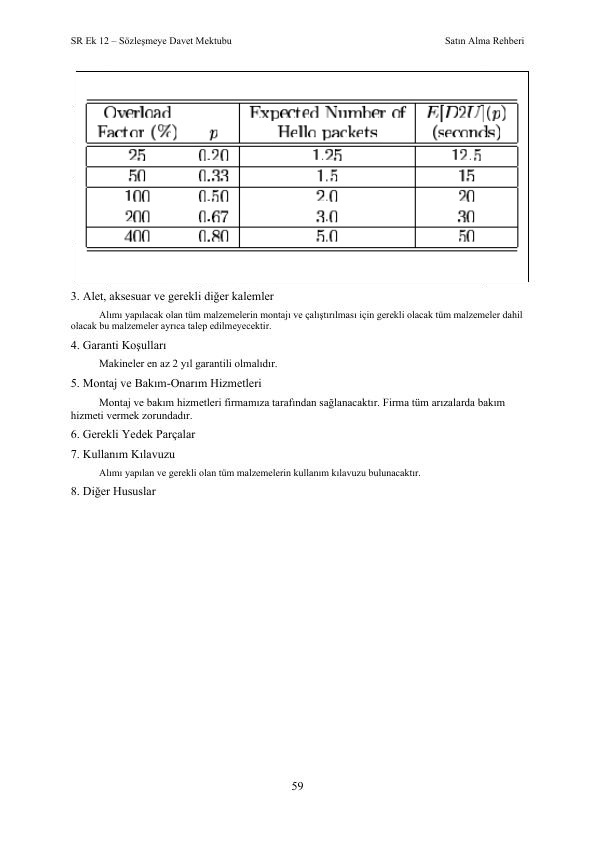 SR Ek 12 – Sözleşmeye Davet Mektubu Satın Alma Rehberi
Overload Expected Number of E[D2U](p)
Factor (%) p Hello packets (seconds)
25 0.20 1.25 12.5
50 0.33 1.5 15
100 0.50 2.0 20
200 0.67 3.0 30
400 0.80 5.0 50
3. Alet, aksesuar ve gerekli diğer kalemler
Alımı yapılacak olan tüm malzemelerin montajı ve çalıştırılması için gerekli olacak tüm malzemeler dahil
olacak bu malzemeler ayrıca talep edilmeyecektir.
4. Garanti Koşulları
Makineler en az 2 yıl garantili olmalıdır.
5. Montaj ve Bakım-Onarım Hizmetleri
Montaj ve bakım hizmetleri firmamıza tarafından sağlanacaktır. Firma tüm arızalarda bakım
hizmeti vermek zorundadır.
6. Gerekli Yedek Parçalar
7. Kullanım Kılavuzu
Alımı yapılan ve gerekli olan tüm malzemelerin kullanım kılavuzu bulunacaktır.
8. Diğer Hususlar
59